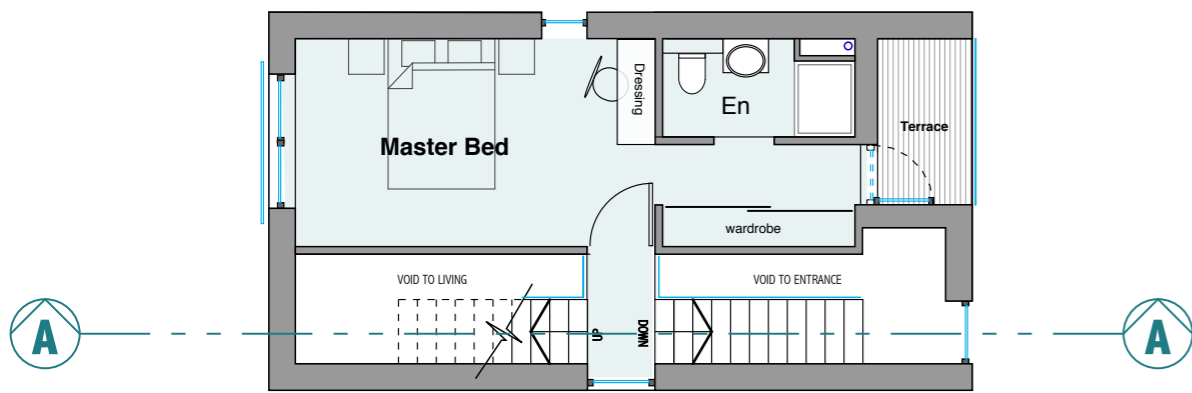 Dressing
En
Terrace
Master Bed
wardrobe
VOID TO LIVING
VOID TO ENTRANCE
A
UP
DOWN
A